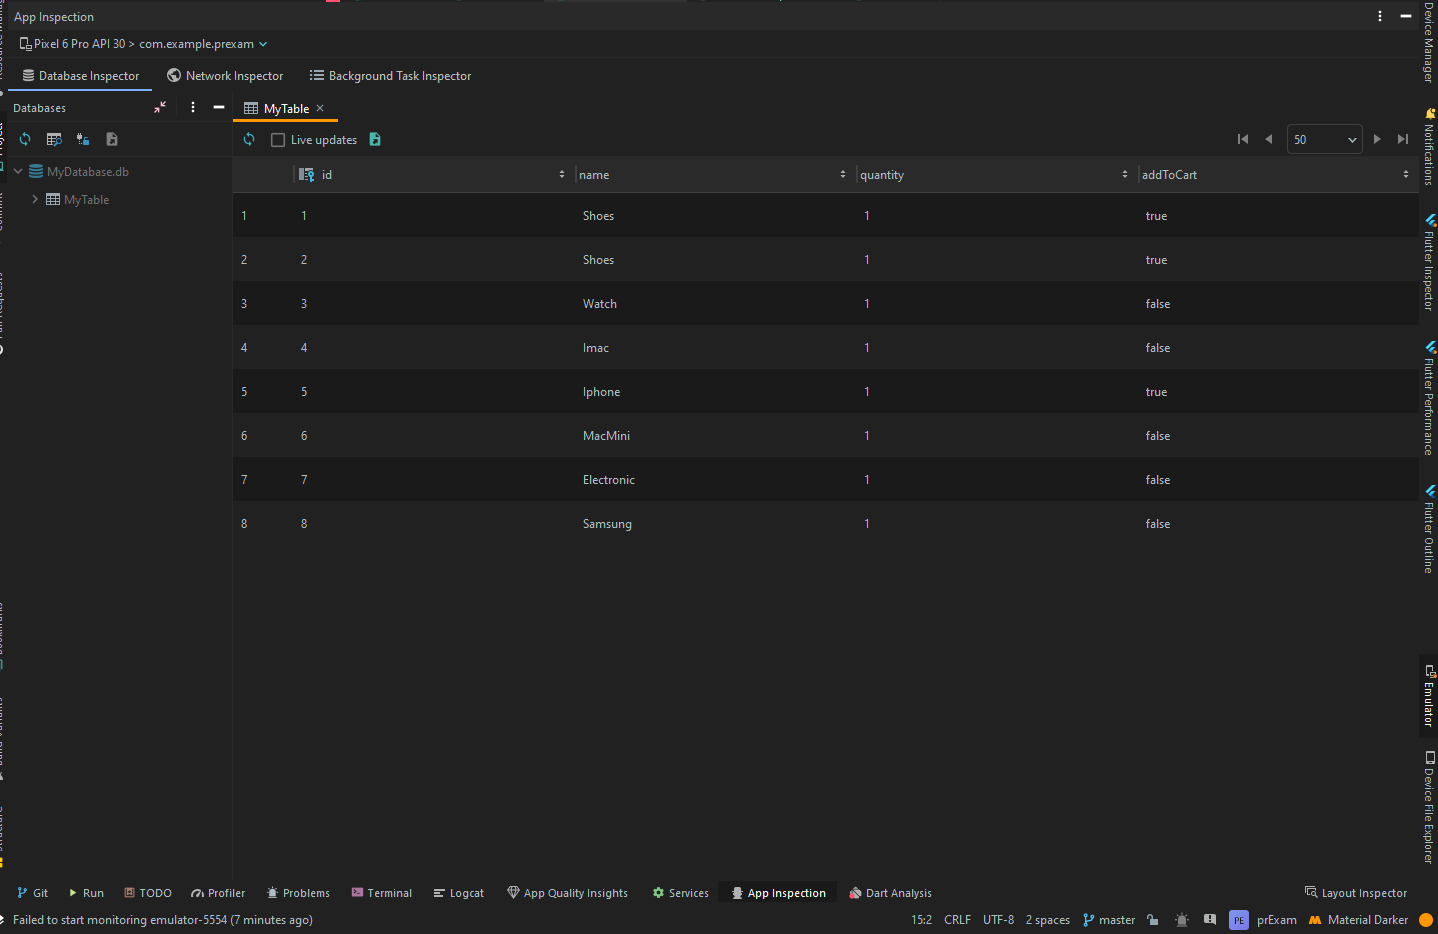 App Inspection
Pixel 6 Pro API 30 > com.example.prexam
Database Inspector Network Inspector Background Task Inspector
Databases
MyTable
Live updates 50
MyDatabase.db
MyTable
id name quantity addToCart
1 1 Shoes 1 true
2 2 Shoes 1 true
3 3 Watch 1 false
4 4 Imac 1 false
5 5 Iphone 1 true
6 6 MacMini 1 false
7 7 Electronic 1 false
8 8 Samsung 1 false
Device Manager
Notifications
Flutter Inspector
Flutter Performance
Flutter Outline
Emulator
Device File Explorer
Git Run TODO Profiler Problems Terminal Logcat App Quality Insights Services App Inspection Dart Analysis Layout Inspector
Failed to start monitoring emulator-5554 (7 minutes ago) 15:2 CRLF UTF-8 2 spaces master PE prExam Material Darker